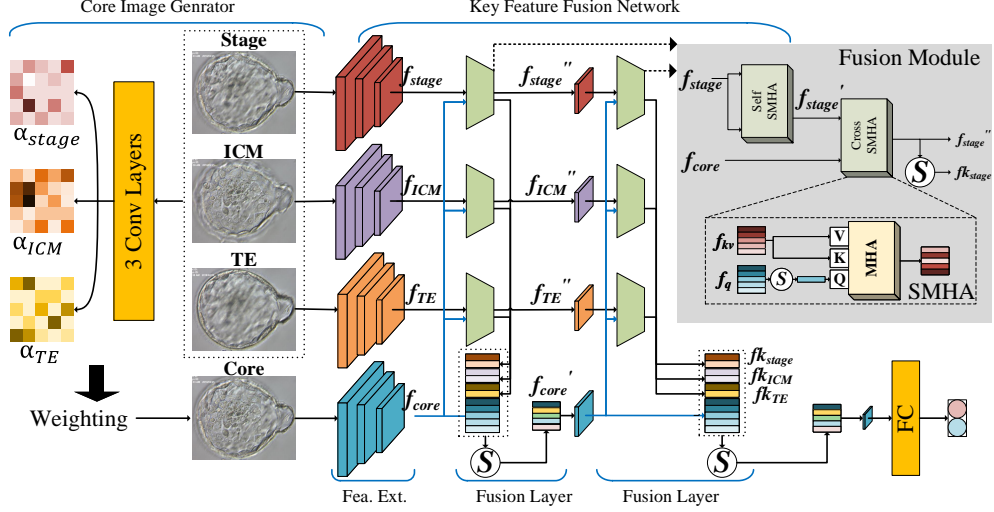 Core Image Genrator
Key Feature Fusion Network
Stage
ICM
TE
Core
α_stage
α_ICM
α_TE
3 Conv Layers
Weighting
f_stage
f_ICM
f_TE
f_core
f_stage''
f_ICM''
f_TE''
f_core'
S
S
fk_stage
fk_ICM
fk_TE
FC
Fea. Ext.
Fusion Layer
Fusion Layer
Fusion Module
f_stage
Self
SMHA
f_stage'
Cross
SMHA
f_core
f_stage''
S
fk_stage
f_kv
V
K
f_q
S
Q
MHA
SMHA